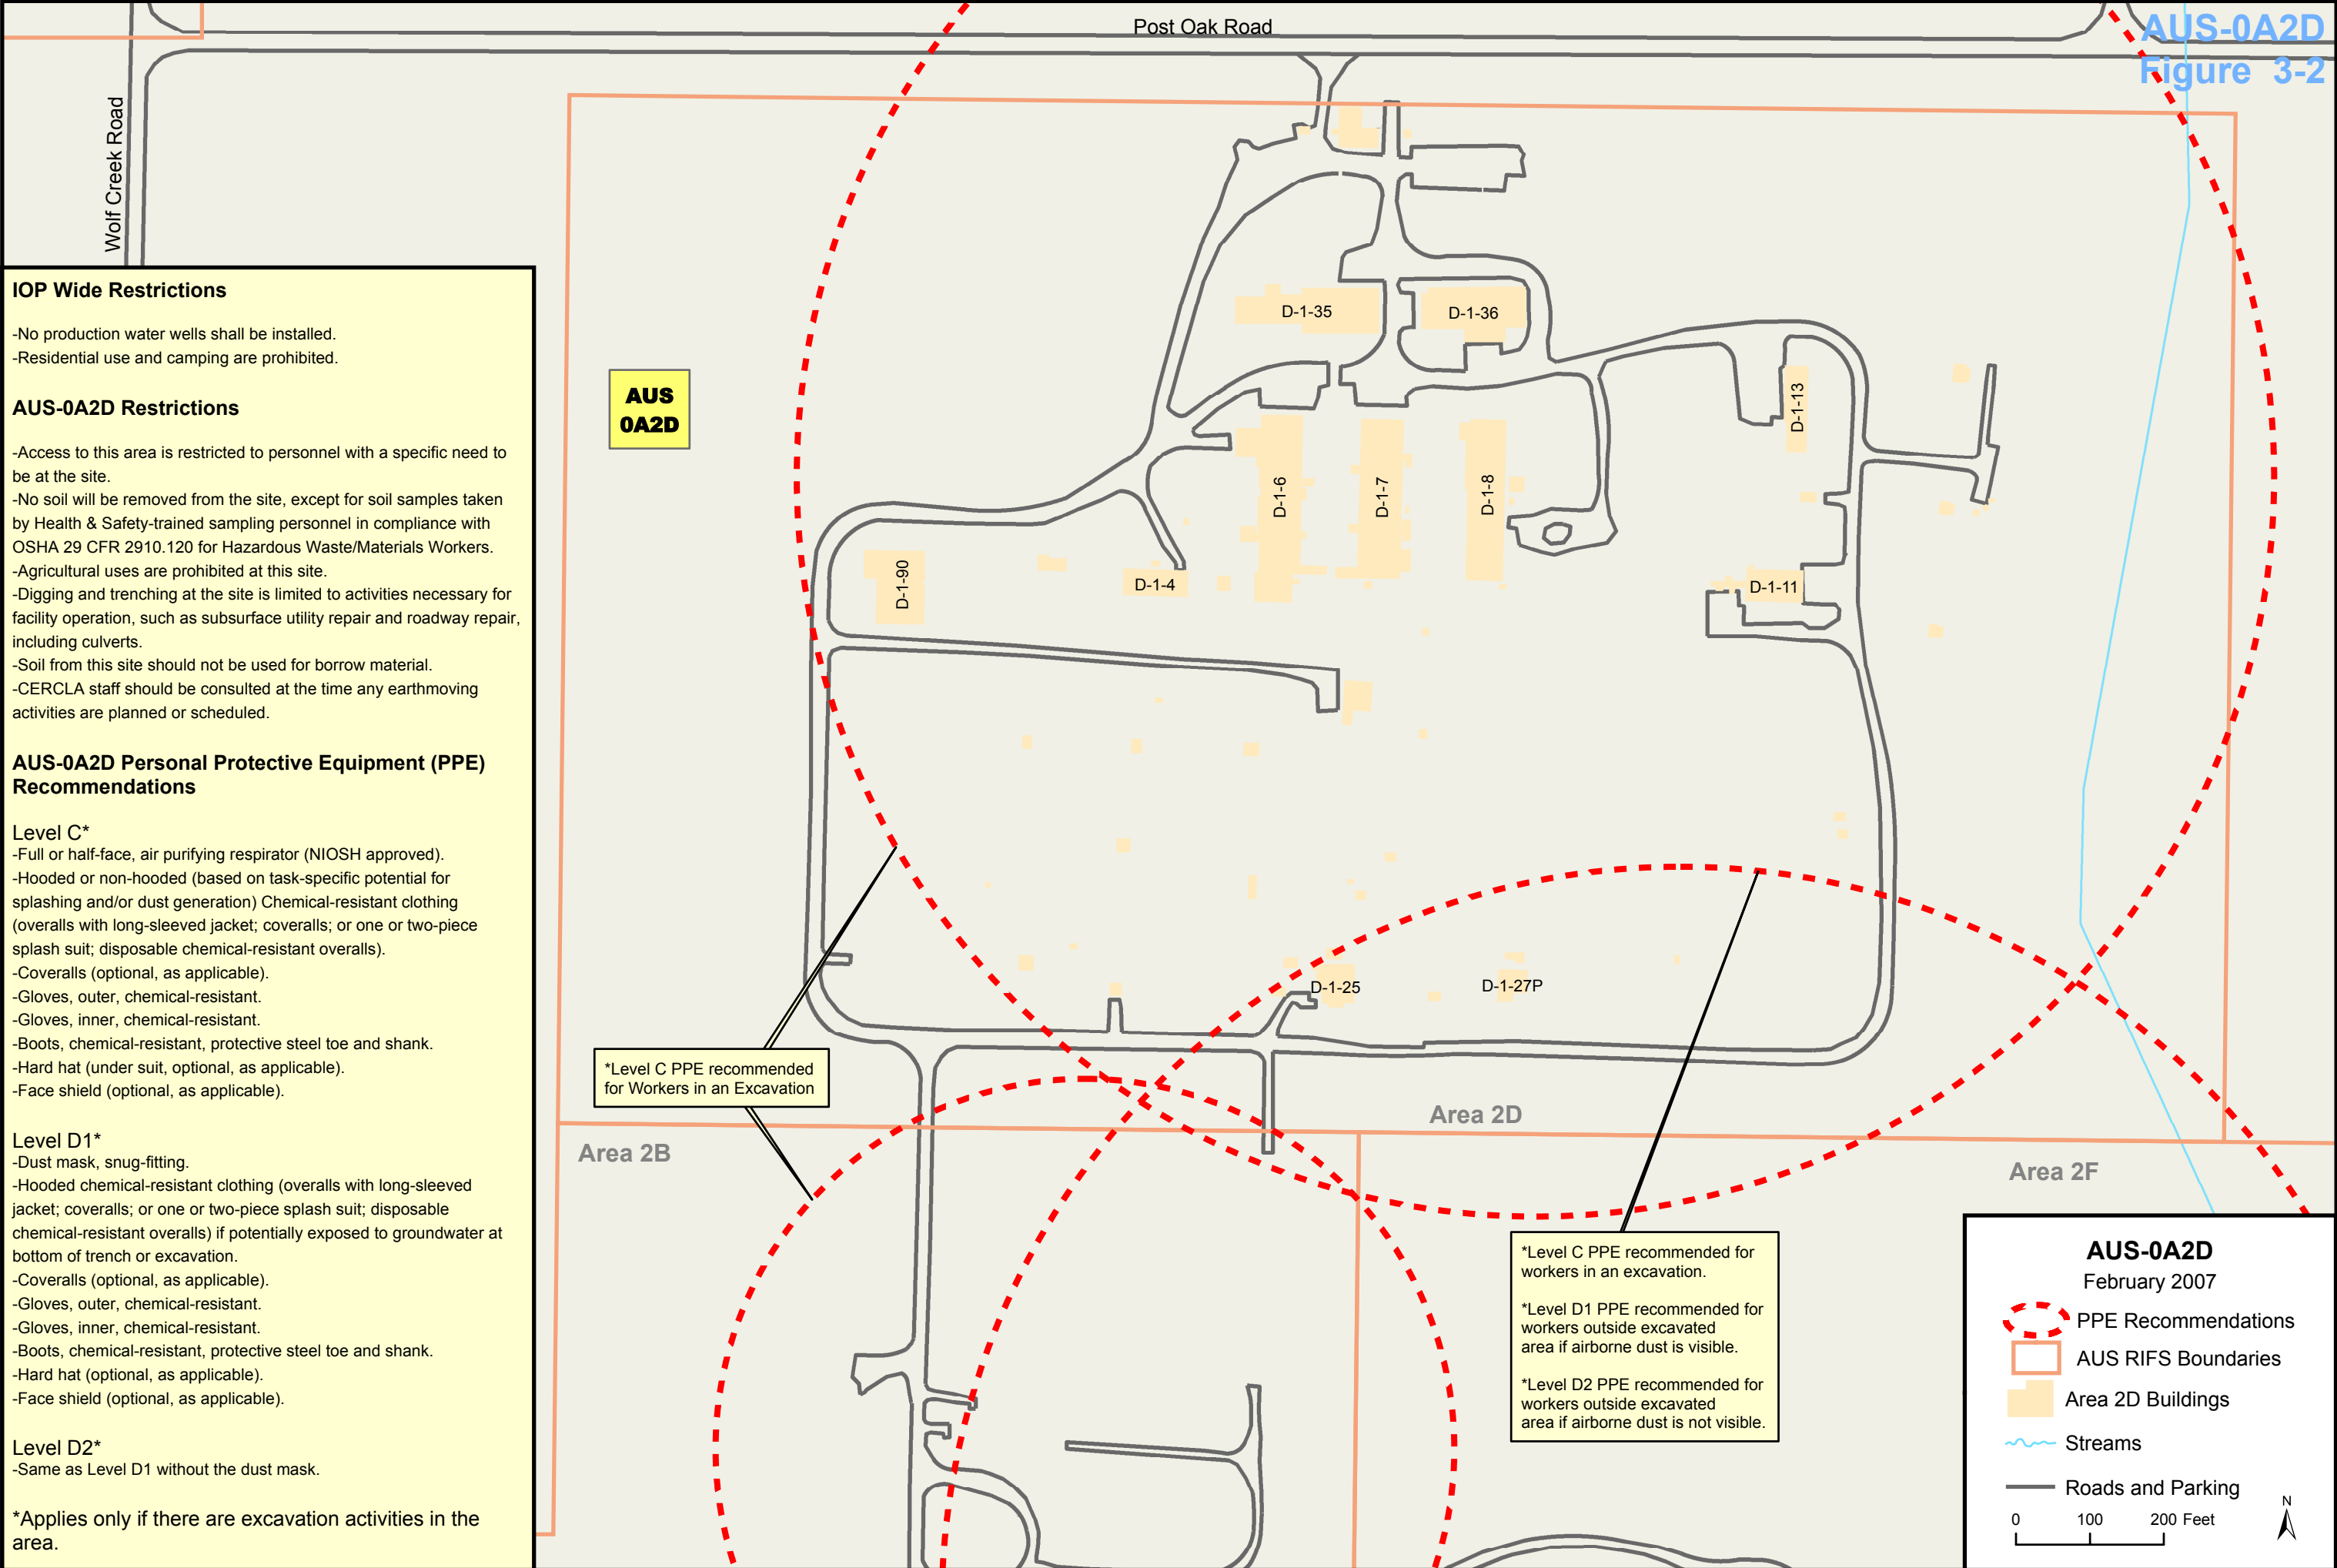 Post Oak Road
AUS-0A2D
Figure 3-2
Wolf Creek Road
IOP Wide Restrictions
-No production water wells shall be installed.
-Residential use and camping are prohibited.
AUS-0A2D Restrictions
-Access to this area is restricted to personnel with a specific need to
be at the site.
-No soil will be removed from the site, except for soil samples taken
by Health & Safety-trained sampling personnel in compliance with
OSHA 29 CFR 2910.120 for Hazardous Waste/Materials Workers.
-Agricultural uses are prohibited at this site.
-Digging and trenching at the site is limited to activities necessary for
facility operation, such as subsurface utility repair and roadway repair,
including culverts.
-Soil from this site should not be used for borrow material.
-CERCLA staff should be consulted at the time any earthmoving
activities are planned or scheduled.
AUS-0A2D Personal Protective Equipment (PPE)
Recommendations
Level C*
-Full or half-face, air purifying respirator (NIOSH approved).
-Hooded or non-hooded (based on task-specific potential for
splashing and/or dust generation) Chemical-resistant clothing
(overalls with long-sleeved jacket; coveralls; or one or two-piece
splash suit; disposable chemical-resistant overalls).
-Coveralls (optional, as applicable).
-Gloves, outer, chemical-resistant.
-Gloves, inner, chemical-resistant.
-Boots, chemical-resistant, protective steel toe and shank.
-Hard hat (under suit, optional, as applicable).
-Face shield (optional, as applicable).
Level D1*
-Dust mask, snug-fitting.
-Hooded chemical-resistant clothing (overalls with long-sleeved
jacket; coveralls; or one or two-piece splash suit; disposable
chemical-resistant overalls) if potentially exposed to groundwater at
bottom of trench or excavation.
-Coveralls (optional, as applicable).
-Gloves, outer, chemical-resistant.
-Gloves, inner, chemical-resistant.
-Boots, chemical-resistant, protective steel toe and shank.
-Hard hat (optional, as applicable).
-Face shield (optional, as applicable).
Level D2*
-Same as Level D1 without the dust mask.
*Applies only if there are excavation activities in the
area.
AUS
0A2D
D-1-35
D-1-36
D-1-13
D-1-6
D-1-7
D-1-8
D-1-90
D-1-4
D-1-11
D-1-25
D-1-27P
*Level C PPE recommended
for Workers in an Excavation
Area 2D
Area 2B
Area 2F
*Level C PPE recommended for
workers in an excavation.
*Level D1 PPE recommended for
workers outside excavated
area if airborne dust is visible.
*Level D2 PPE recommended for
workers outside excavated
area if airborne dust is not visible.
AUS-0A2D
February 2007
PPE Recommendations
AUS RIFS Boundaries
Area 2D Buildings
Streams
Roads and Parking
N
0 100 200 Feet